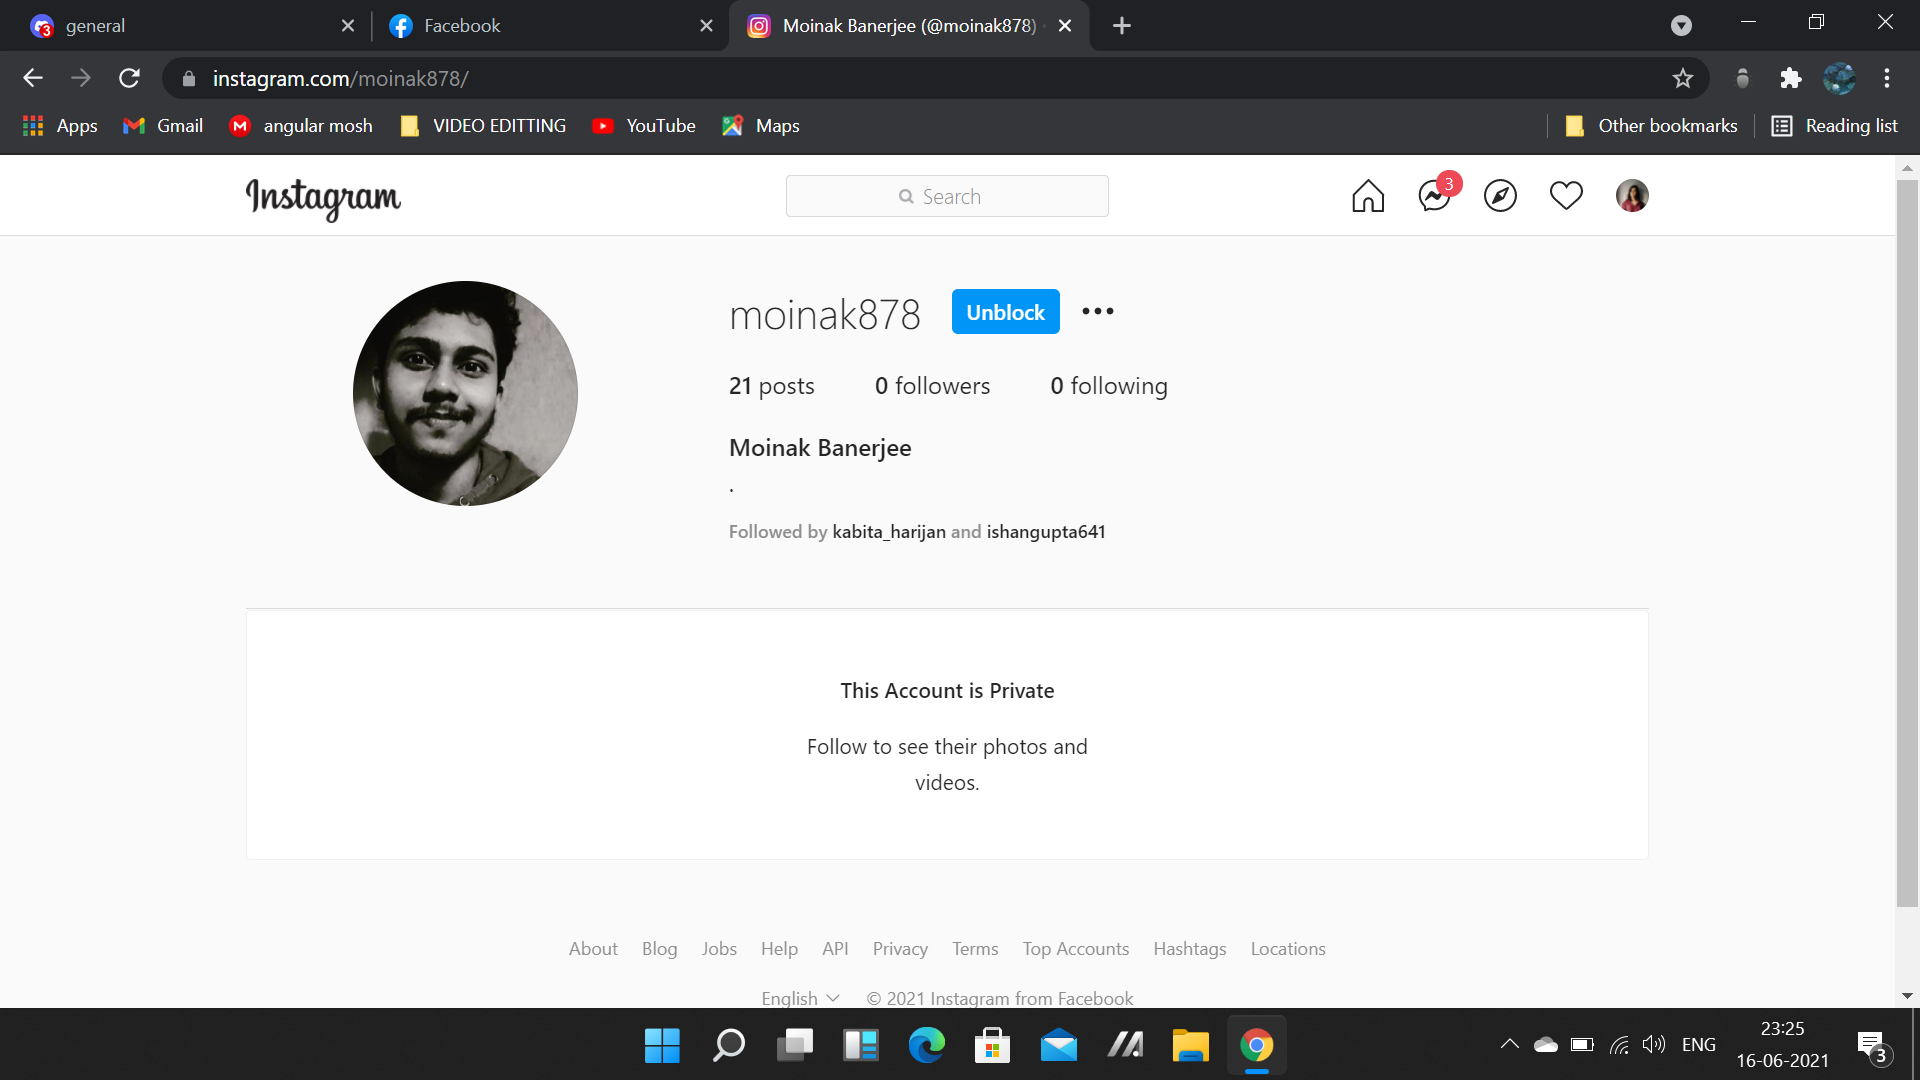 general
Facebook
Moinak Banerjee (@moinak878)
instagram.com/moinak878/
Apps
Gmail
angular mosh
VIDEO EDITTING
YouTube
Maps
Other bookmarks
Reading list
Instagram
Search
3
moinak878
Unblock
21 posts
0 followers
0 following
Moinak Banerjee
.
Followed by kabita_harijan and ishangupta641
This Account is Private
Follow to see their photos and
videos.
About Blog Jobs Help API Privacy Terms Top Accounts Hashtags Locations
English © 2021 Instagram from Facebook
ENG
23:25
16-06-2021
3